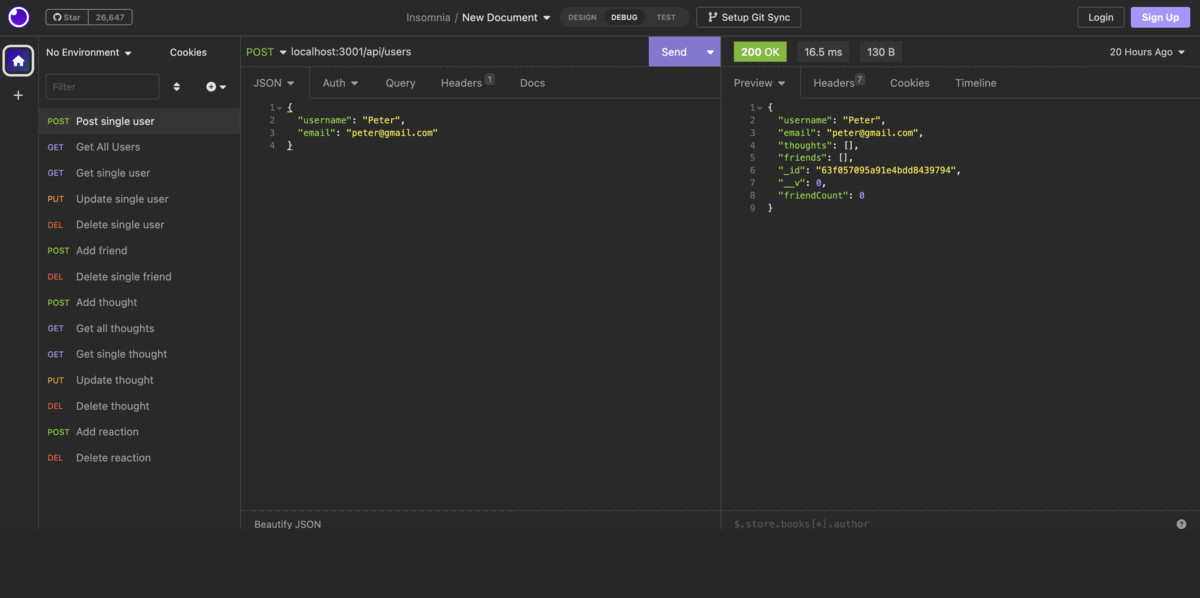 Star 26,647
Insomnia / New Document
DESIGN DEBUG TEST
Setup Git Sync
Login
Sign Up
No Environment
Cookies
Filter
POST Post single user
GET Get All Users
GET Get single user
PUT Update single user
DEL Delete single user
POST Add friend
DEL Delete single friend
POST Add thought
GET Get all thoughts
GET Get single thought
PUT Update thought
DEL Delete thought
POST Add reaction
DEL Delete reaction
POST localhost:3001/api/users
Send
JSON Auth Query Headers 1 Docs
1 {
2 "username": "Peter",
3 "email": "peter@gmail.com"
4 }
Beautify JSON
200 OK 16.5 ms 130 B
20 Hours Ago
Preview Headers 7 Cookies Timeline
1 {
2 "username": "Peter",
3 "email": "peter@gmail.com",
4 "thoughts": [],
5 "friends": [],
6 "_id": "63f057095a91e4bdd8439794",
7 "__v": 0,
8 "friendCount": 0
9 }
$.store.books[*].author
?